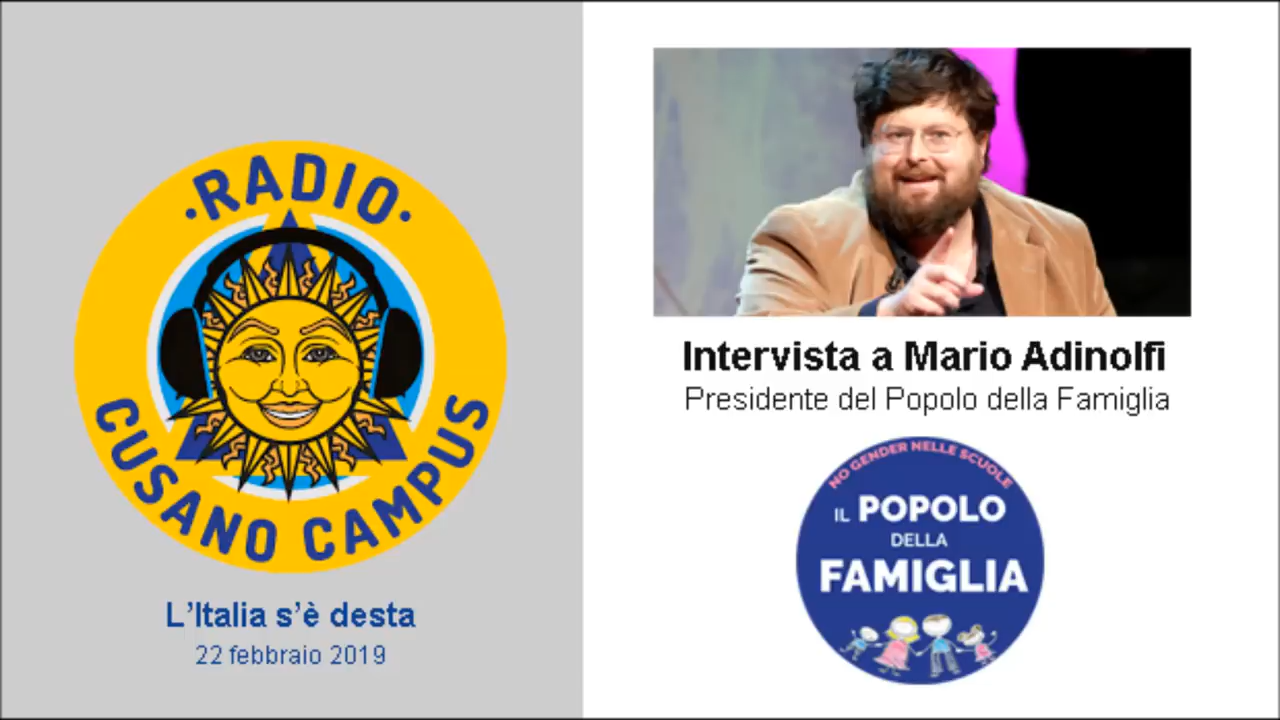 ·RADIO·
CUSANO CAMPUS
L’Italia s’è desta
22 febbraio 2019
Intervista a Mario Adinolfi
Presidente del Popolo della Famiglia
NO GENDER NELLE SCUOLE
IL POPOLO
DELLA
FAMIGLIA